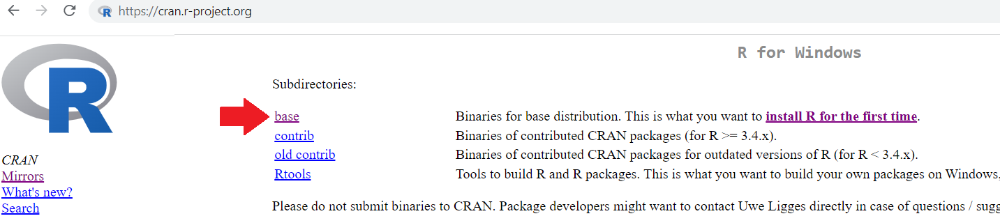 https://cran.r-project.org
R for Windows
R
Subdirectories:
base Binaries for base distribution. This is what you want to install R for the first time.
contrib Binaries of contributed CRAN packages (for R >= 3.4.x).
old contrib Binaries of contributed CRAN packages for outdated versions of R (for R < 3.4.x).
Rtools Tools to build R and R packages. This is what you want to build your own packages on Windows,
Please do not submit binaries to CRAN. Package developers might want to contact Uwe Ligges directly in case of questions / sugg
CRAN
Mirrors
What's new?
Search